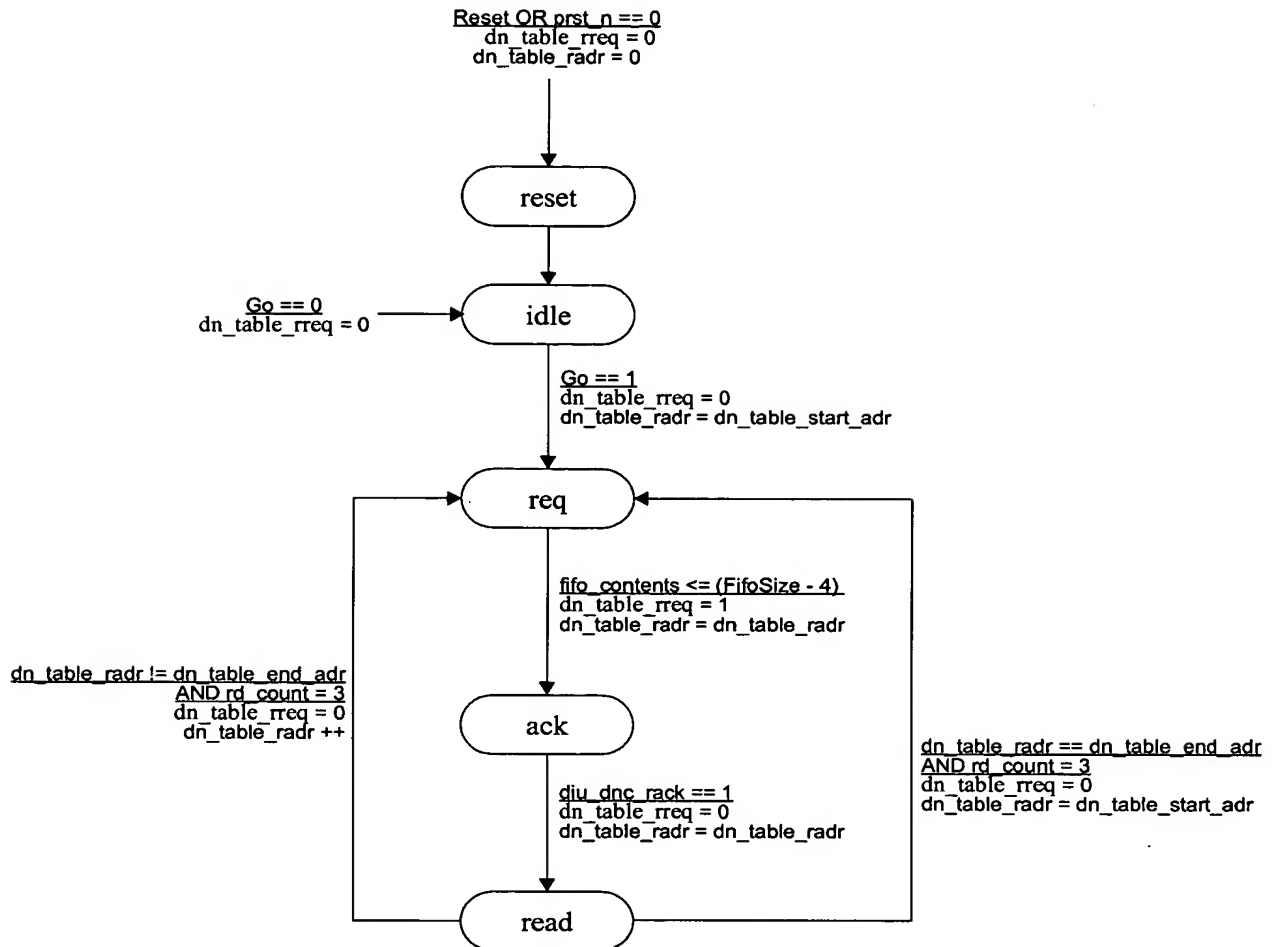 Reset OR prst_n == 0
dn_table_rreq = 0
dn_table_radr = 0
reset
idle
Go == 0
dn_table_rreq = 0
Go == 1
dn_table_rreq = 0
dn_table_radr = dn_table_start_adr
req
fifo_contents <= (FifoSize - 4)
dn_table_rreq = 1
dn_table_radr = dn_table_radr
dn_table_radr != dn_table_end_adr
AND rd_count = 3
dn_table_rreq = 0
dn_table_radr ++
ack
dn_table_radr == dn_table_end_adr
AND rd_count = 3
dn_table_rreq = 0
dn_table_radr = dn_table_start_adr
diu_dnc_rack == 1
dn_table_rreq = 0
dn_table_radr = dn_table_radr
read